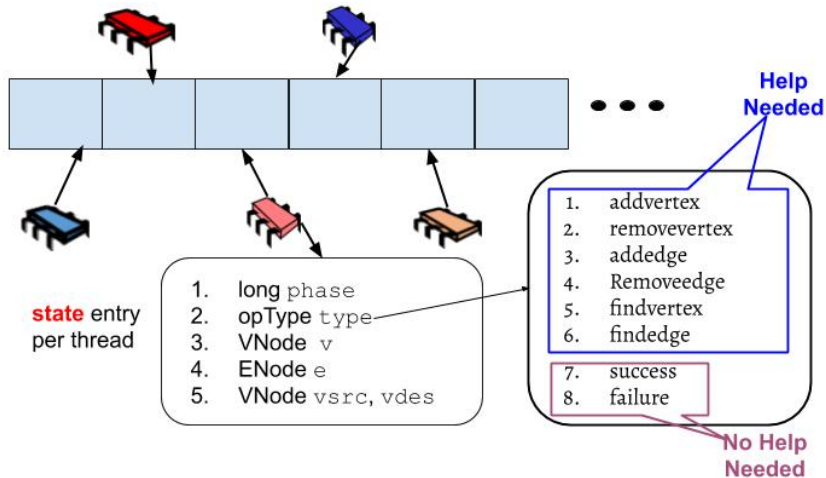 Help
Needed
1. addvertex
2. removevertex
3. addedge
4. Removeedge
5. findvertex
6. findedge
7. success
8. failure
No Help
Needed
state entry
per thread
1. long phase
2. opType type
3. VNode v
4. ENode e
5. VNode vsrc, vdes